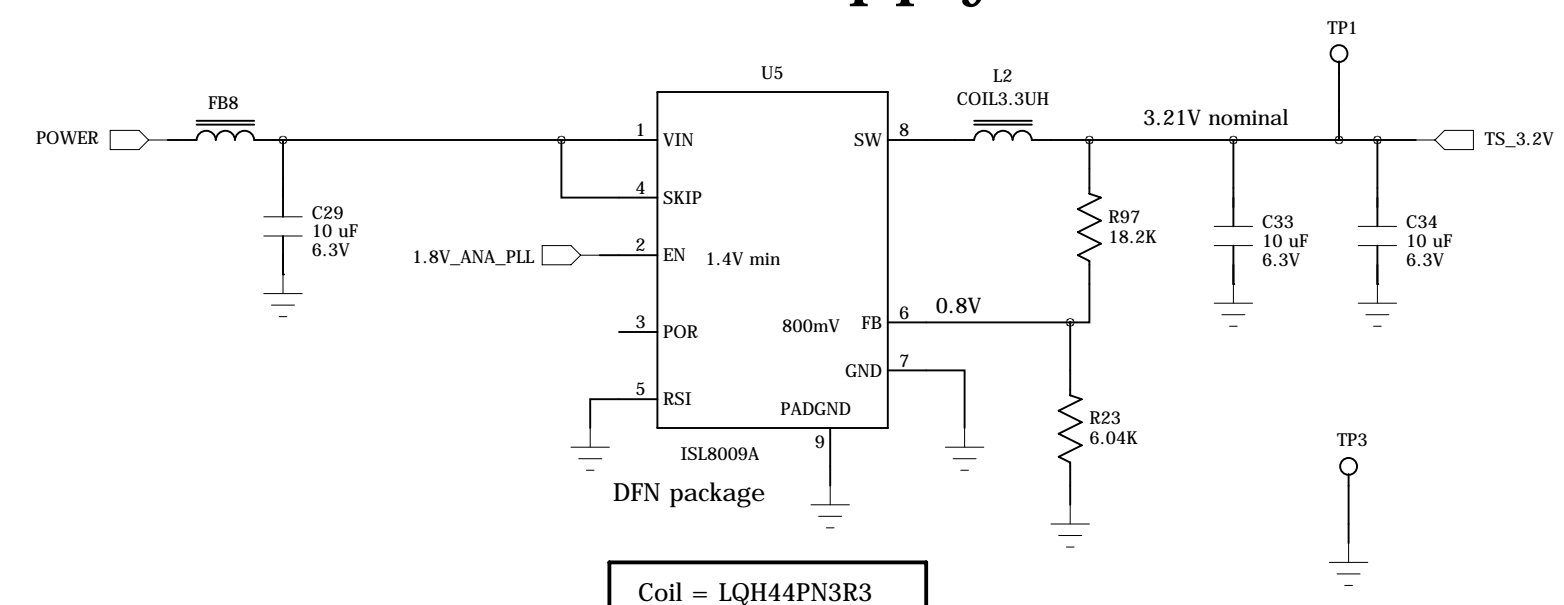 TP1
U5
L2
COIL3.3UH
FB8
3.21V nominal
POWER
1
VIN
SW
8
TS_3.2V
4
SKIP
C29
10 uF
6.3V
R97
18.2K
C33
10 uF
6.3V
C34
10 uF
6.3V
1.8V_ANA_PLL
2
EN
1.4V min
3
POR
800mV
FB
6
0.8V
GND
7
5
RSI
PADGND
9
R23
6.04K
TP3
ISL8009A
DFN package
Coil = LQH44PN3R3